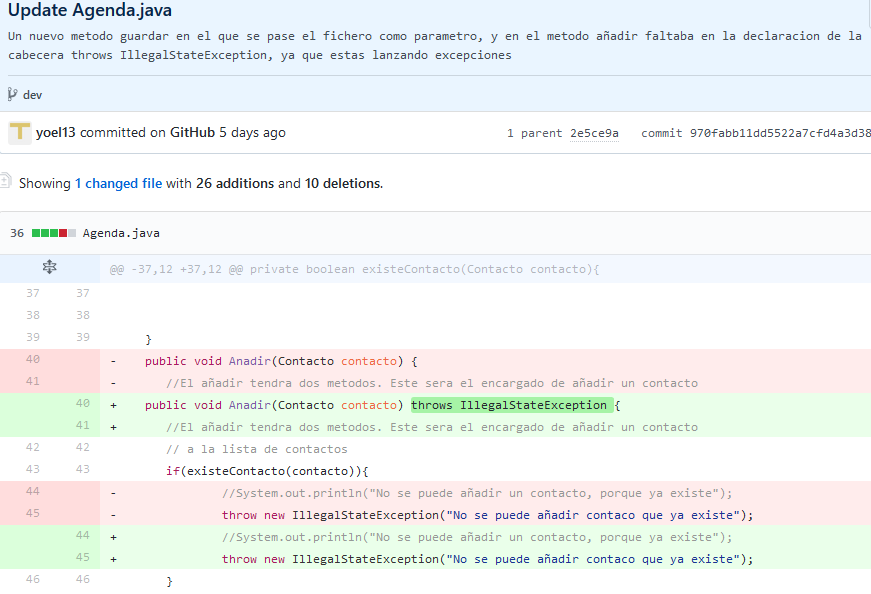 Update Agenda.java
Un nuevo metodo guardar en el que se pase el fichero como parametro, y en el metodo añadir faltaba en la declaracion de la
cabecera throws IllegalStateException, ya que estas lanzando excepciones
dev
yoel13 committed on GitHub 5 days ago 1 parent 2e5ce9a commit 970fabb11dd5522a7cfd4a3d38
Showing 1 changed file with 26 additions and 10 deletions.
36 Agenda.java
@@ -37,12 +37,12 @@ private boolean existeContacto(Contacto contacto){
37 37
38 38
39 39 }
40 - public void Anadir(Contacto contacto) {
41 - //El añadir tendra dos metodos. Este sera el encargado de añadir un contacto
40 + public void Anadir(Contacto contacto) throws IllegalStateException {
41 + //El añadir tendra dos metodos. Este sera el encargado de añadir un contacto
42 42 // a la lista de contactos
43 43 if(existeContacto(contacto)){
44 - //System.out.println("No se puede añadir un contacto, porque ya existe");
45 - throw new IllegalStateException("No se puede añadir contaco que ya existe");
44 + //System.out.println("No se puede añadir un contacto, porque ya existe");
45 + throw new IllegalStateException("No se puede añadir contaco que ya existe");
46 46 }